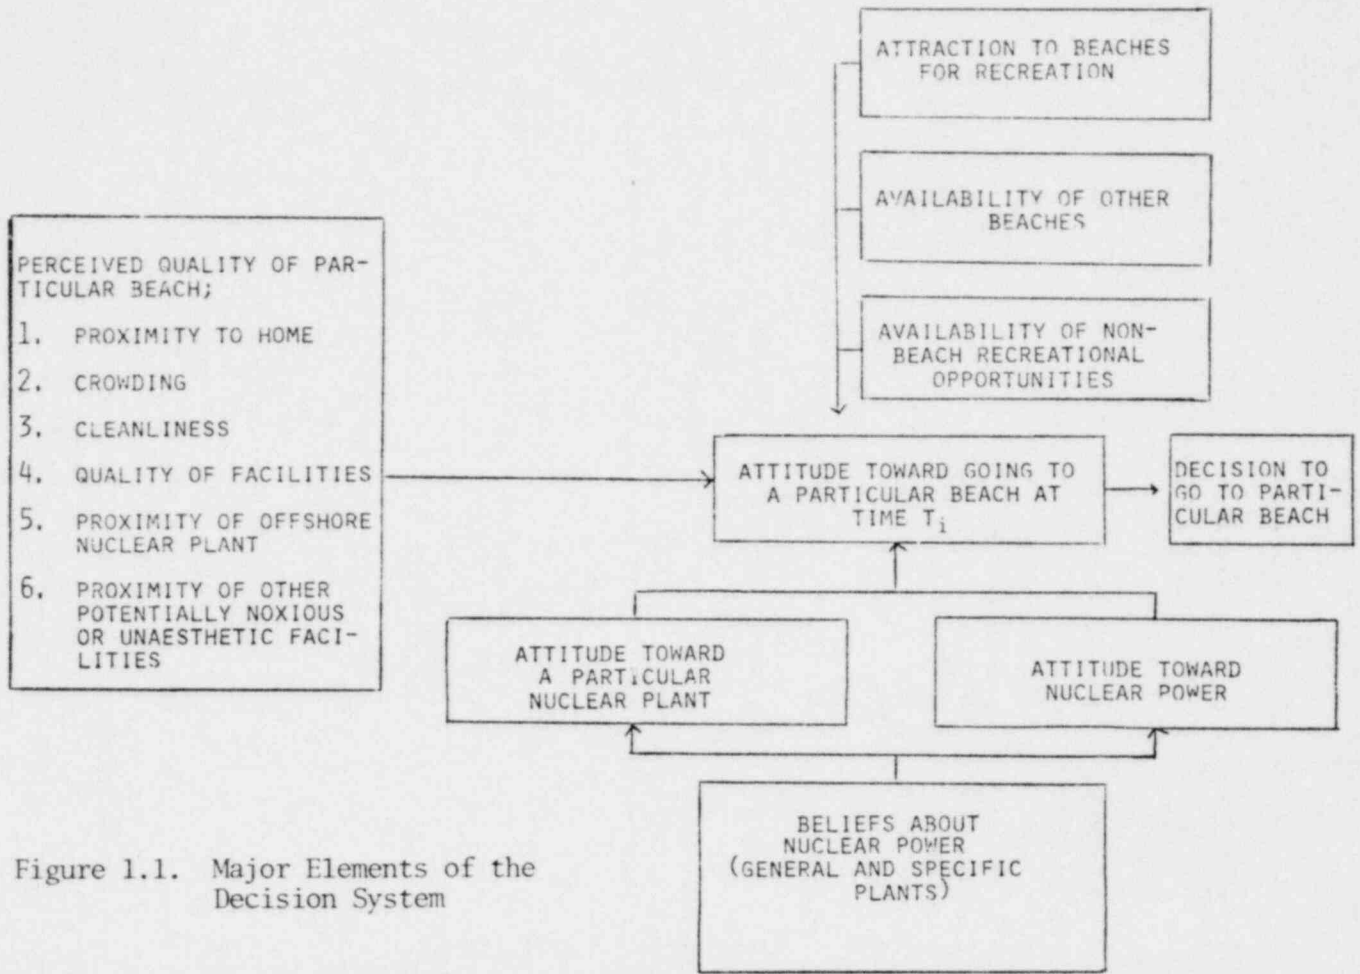 ATTRACTION TO BEACHES
FOR RECREATION
AVAILABILITY OF OTHER
BEACHES
AVAILABILITY OF NON-
BEACH RECREATIONAL
OPPORTUNITIES
PERCEIVED QUALITY OF PAR-
TICULAR BEACH;
1. PROXIMITY TO HOME
2. CROWDING
3. CLEANLINESS
4. QUALITY OF FACILITIES
5. PROXIMITY OF OFFSHORE
NUCLEAR PLANT
6. PROXIMITY OF OTHER
POTENTIALLY NOXIOUS
OR UNAESTHETIC FACI-
LITIES
ATTITUDE TOWARD GOING TO
A PARTICULAR BEACH AT
TIME T_i
DECISION TO
GO TO PARTI-
CULAR BEACH
ATTITUDE TOWARD
A PARTICULAR
NUCLEAR PLANT
ATTITUDE TOWARD
NUCLEAR POWER
BELIEFS ABOUT
NUCLEAR POWER
(GENERAL AND SPECIFIC
PLANTS)
Figure 1.1. Major Elements of the
Decision System